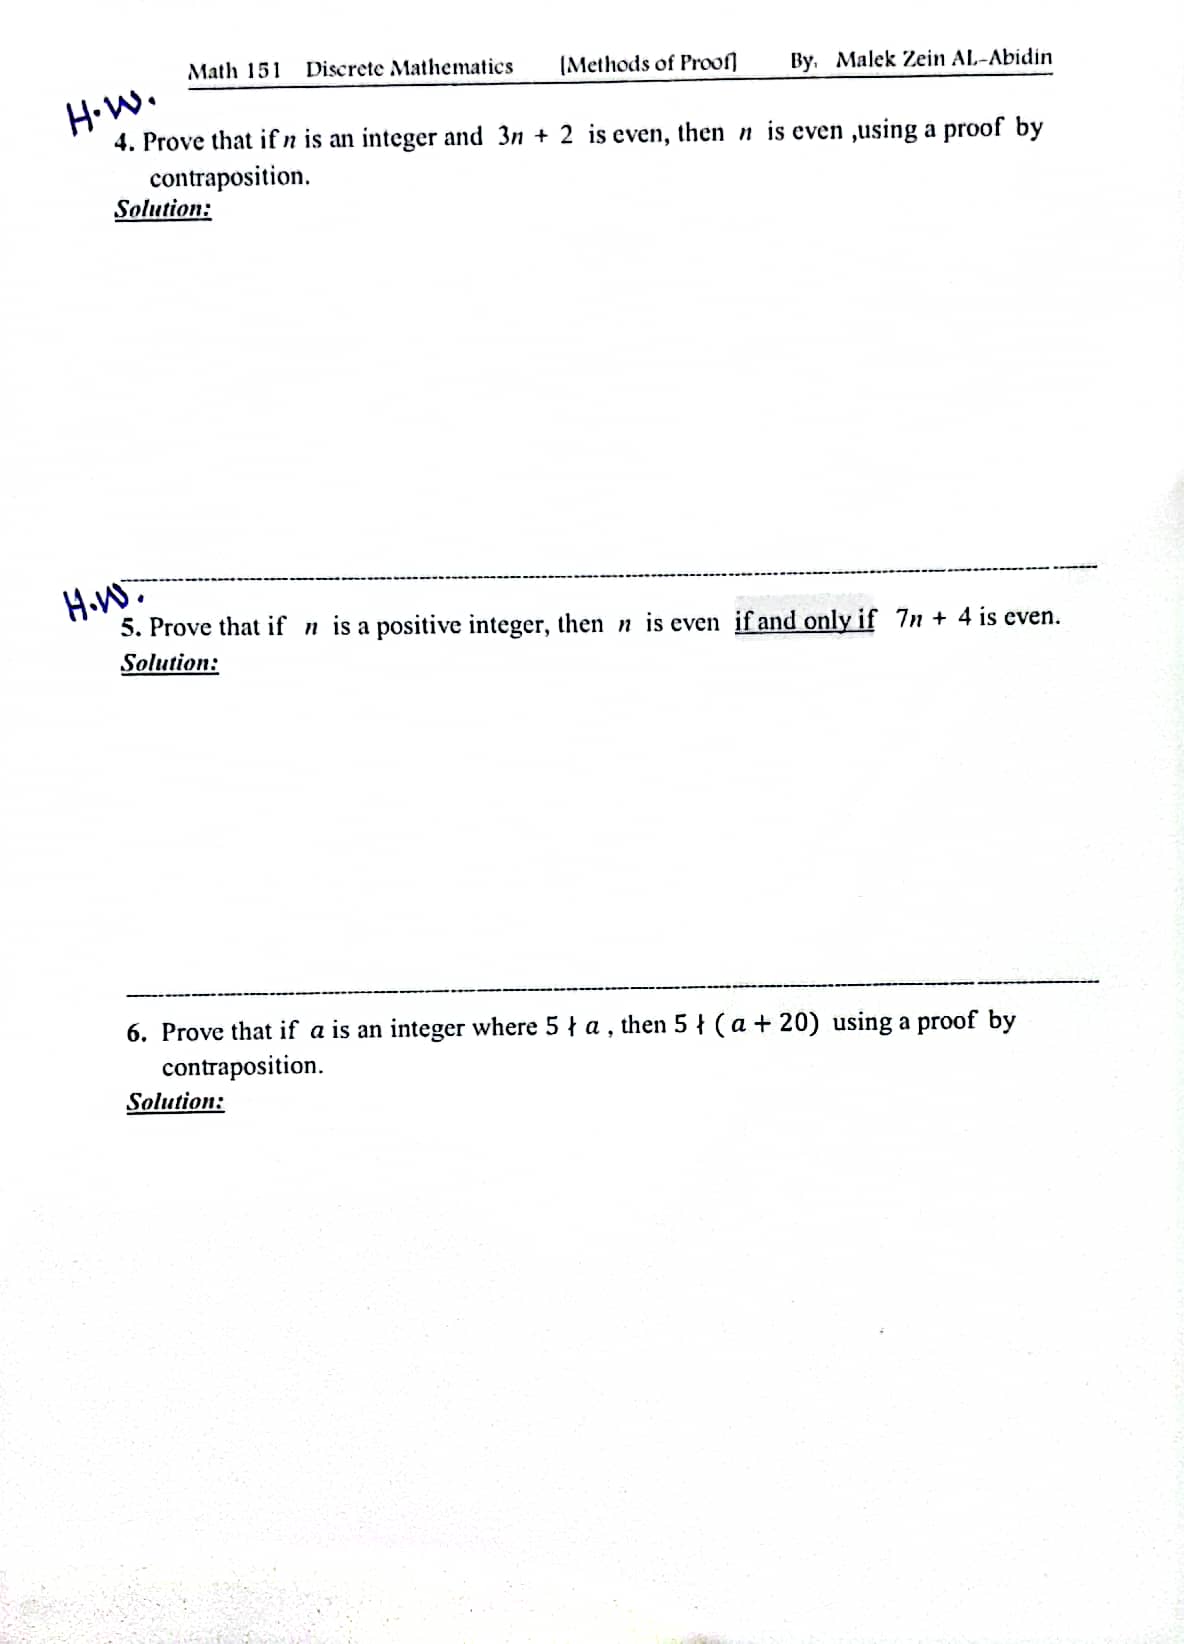 Math 151 Discrete Mathematics [Methods of Proof] By. Malek Zein AL-Abidin
H.W.
4. Prove that if n is an integer and 3n + 2 is even, then n is even ,using a proof by
contraposition.
Solution:
H.W.
5. Prove that if n is a positive integer, then n is even if and only if 7n + 4 is even.
Solution:
6. Prove that if a is an integer where 5 ∤ a , then 5 ∤ ( a + 20) using a proof by
contraposition.
Solution: